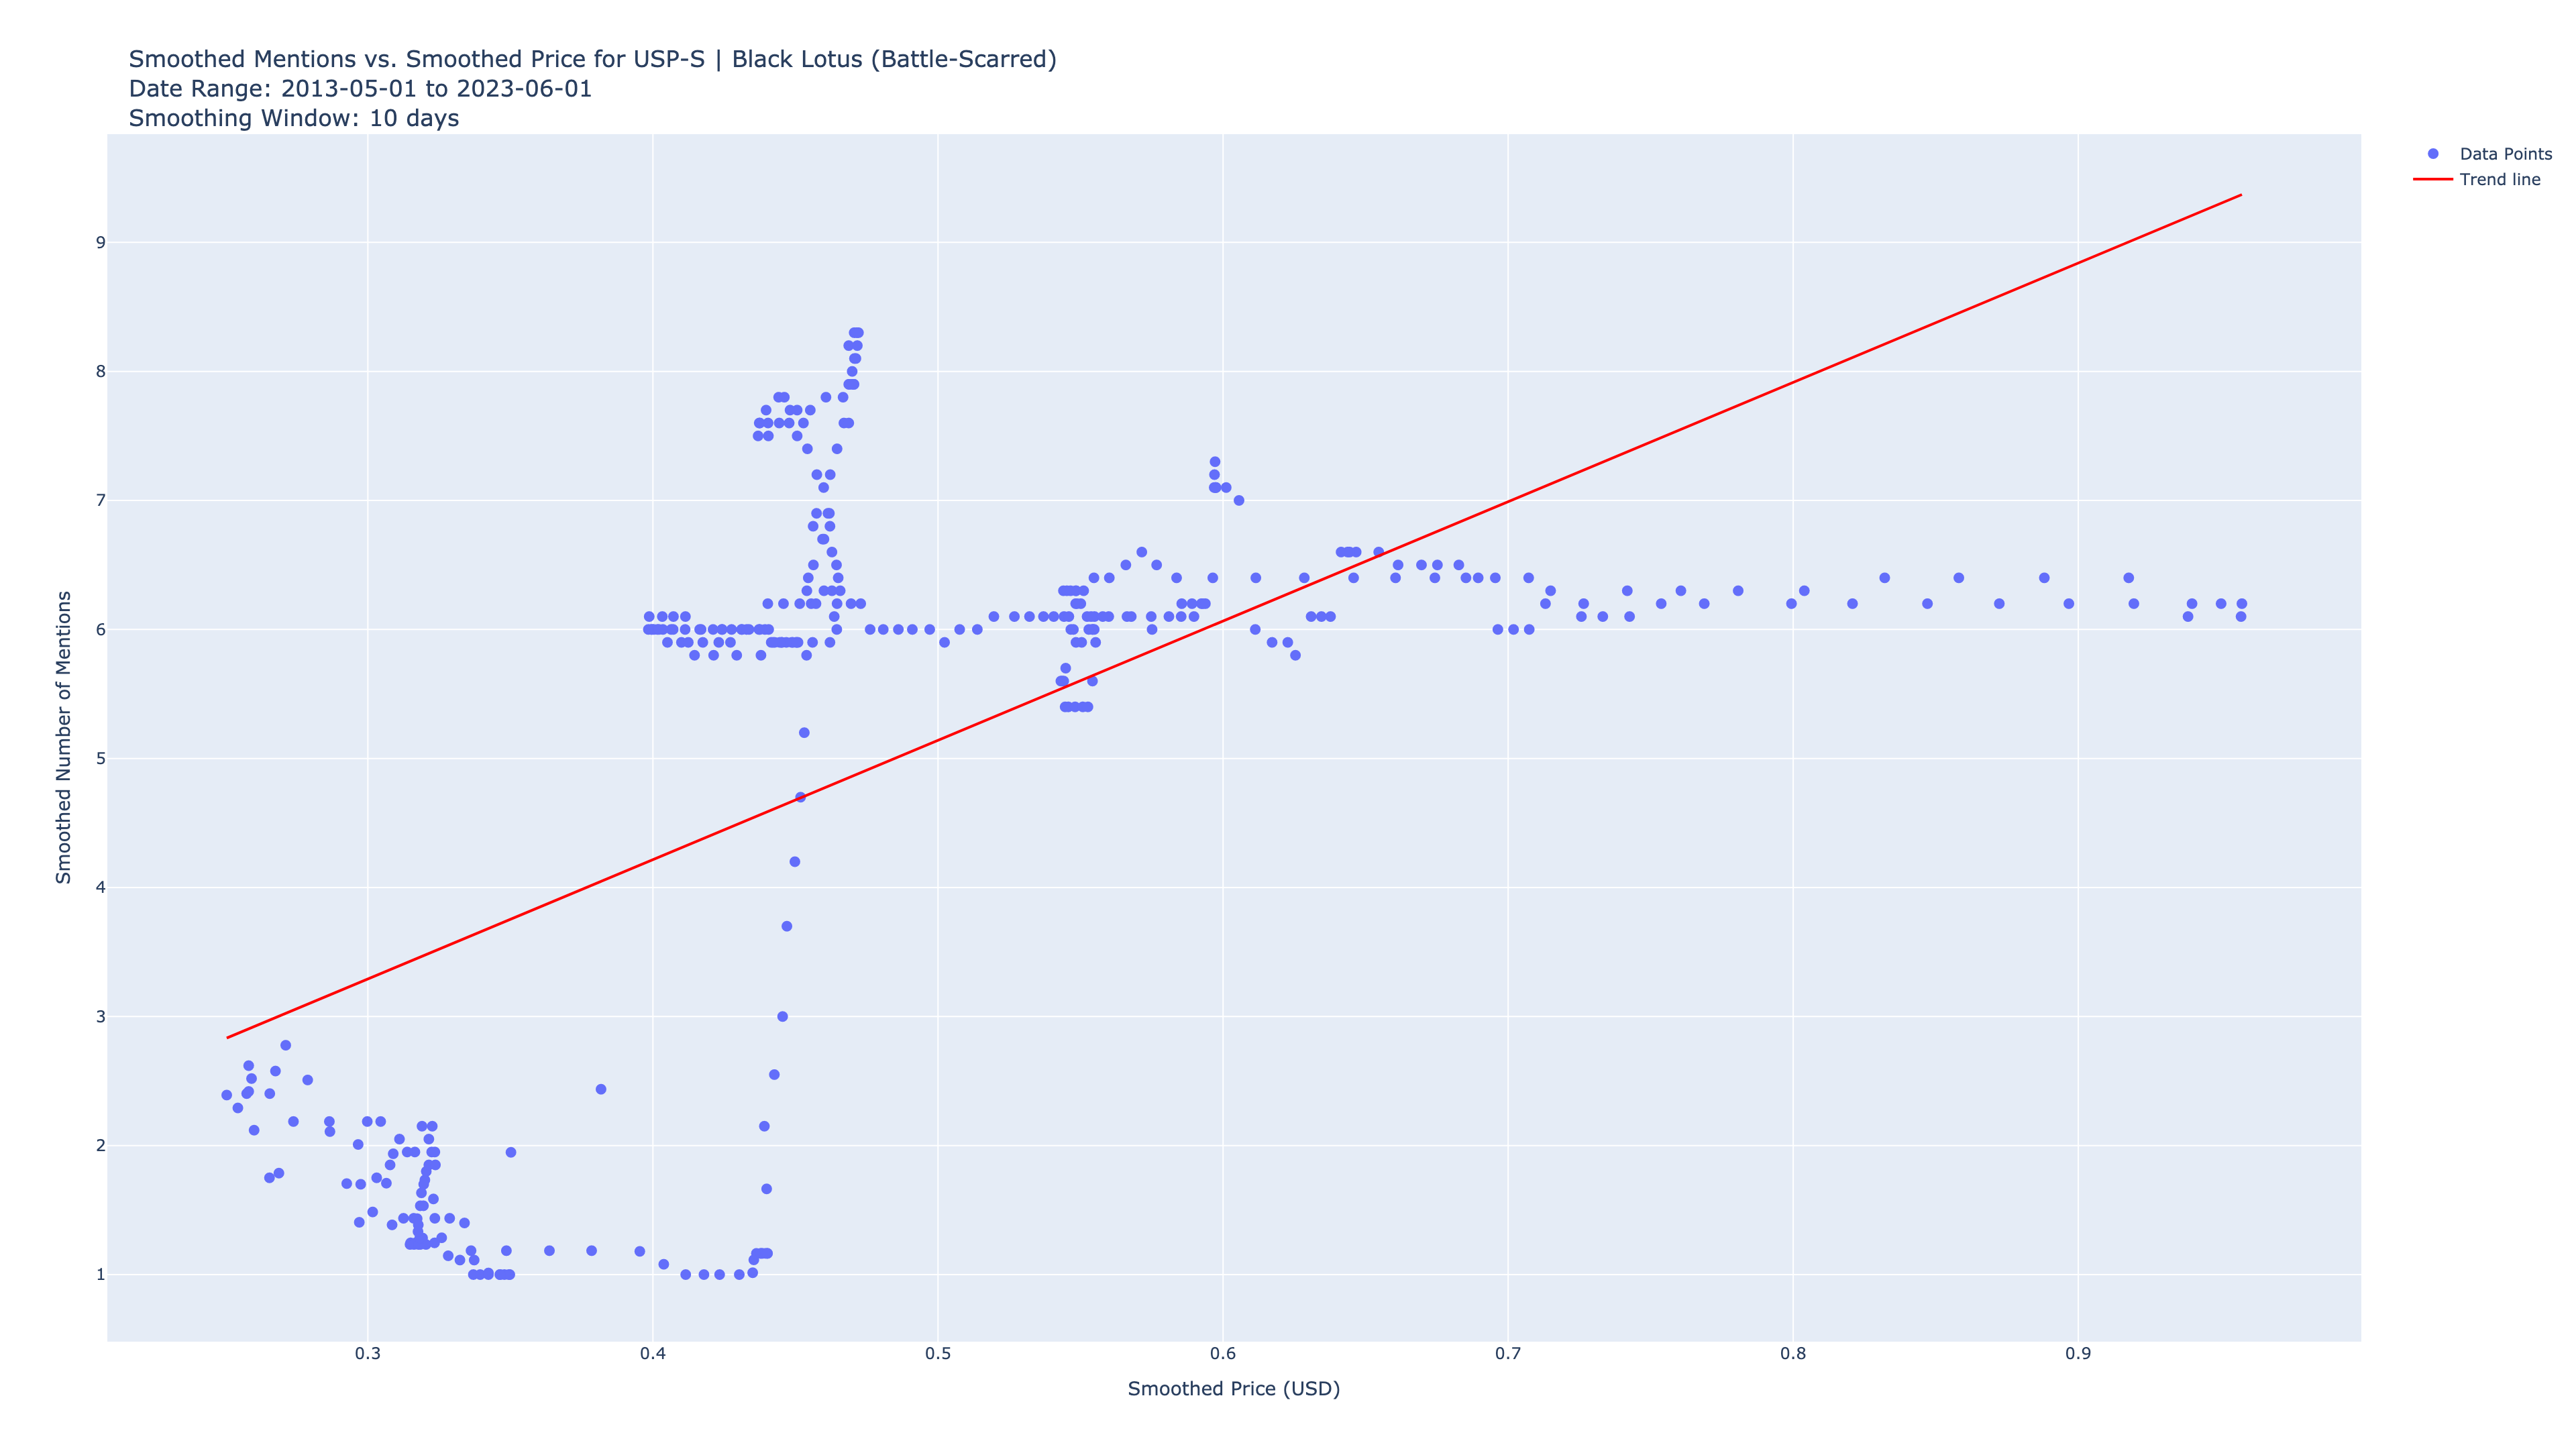 Smoothed Mentions vs. Smoothed Price for USP-S | Black Lotus (Battle-Scarred)
Date Range: 2013-05-01 to 2023-06-01
Smoothing Window: 10 days
Data Points
Trend line
Smoothed Number of Mentions
9
8
7
6
5
4
3
2
1
0.3 0.4 0.5 0.6 0.7 0.8 0.9
Smoothed Price (USD)